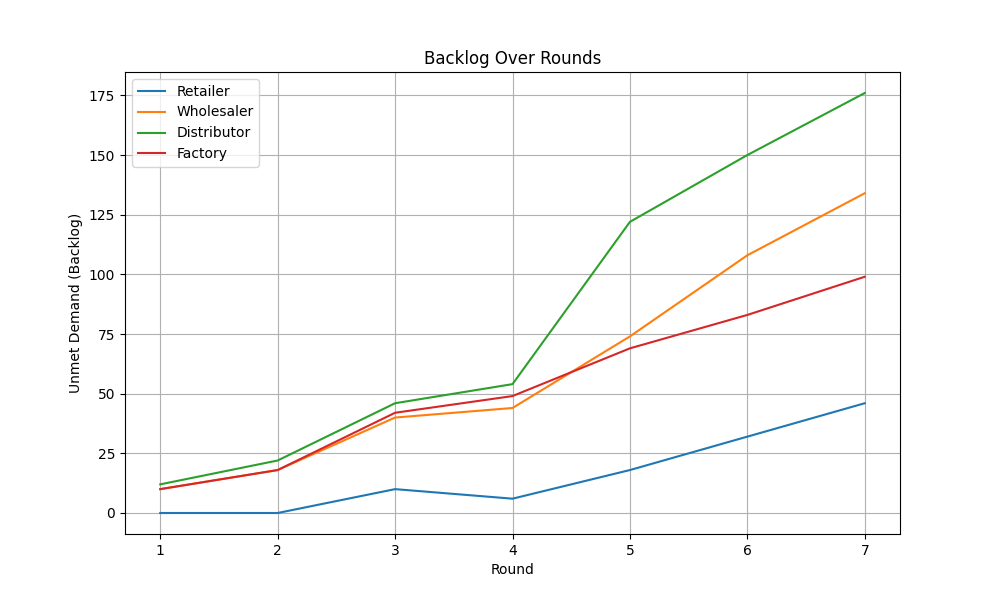 Backlog Over Rounds
Retailer
Wholesaler
Distributor
Factory
Unmet Demand (Backlog)
175
150
125
100
75
50
25
0
1 2 3 4 5 6 7
Round